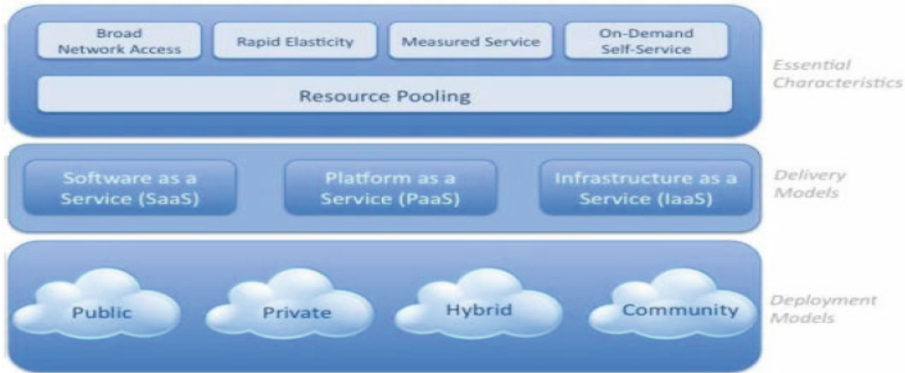 Broad
Network Access
Rapid Elasticity
Measured Service
On-Demand
Self-Service
Resource Pooling
Essential
Characteristics
Software as a
Service (SaaS)
Platform as a
Service (PaaS)
Infrastructure as a
Service (IaaS)
Delivery
Models
Public
Private
Hybrid
Community
Deployment
Models